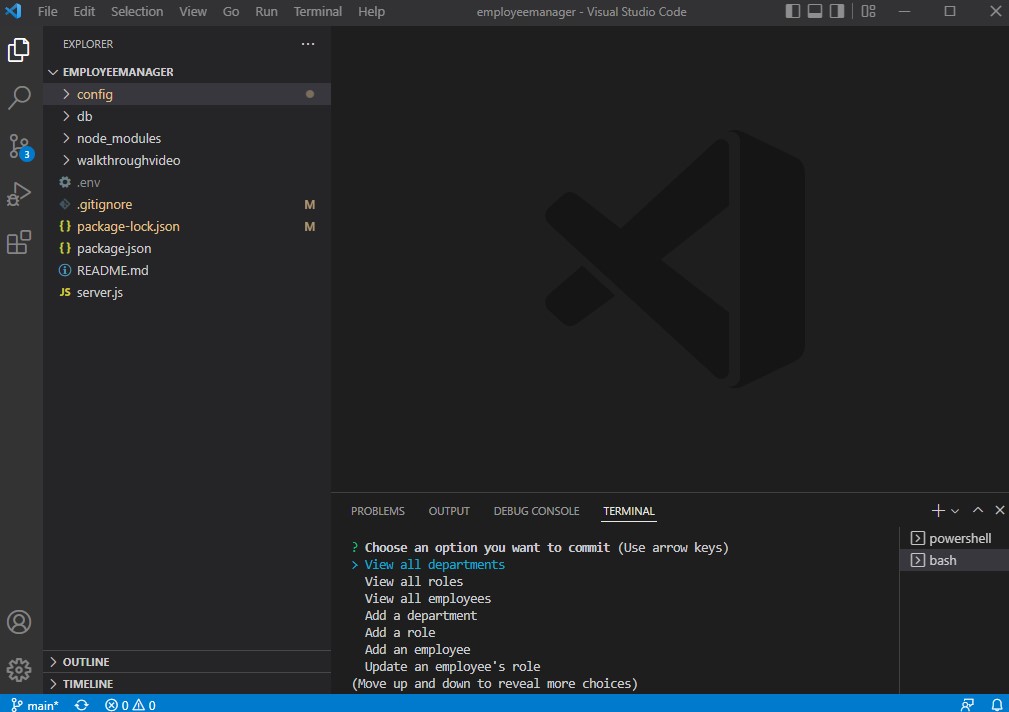 File Edit Selection View Go Run Terminal Help employeemanager - Visual Studio Code
EXPLORER
EMPLOYEEMANAGER
config
db
node_modules
3
walkthroughvideo
.env
.gitignore M
package-lock.json M
{} package.json
README.md
JS server.js
PROBLEMS OUTPUT DEBUG CONSOLE TERMINAL
powershell
bash
? Choose an option you want to commit (Use arrow keys)
> View all departments
View all roles
View all employees
Add a department
Add a role
Add an employee
Update an employee's role
(Move up and down to reveal more choices)
OUTLINE
TIMELINE
main* 0 0